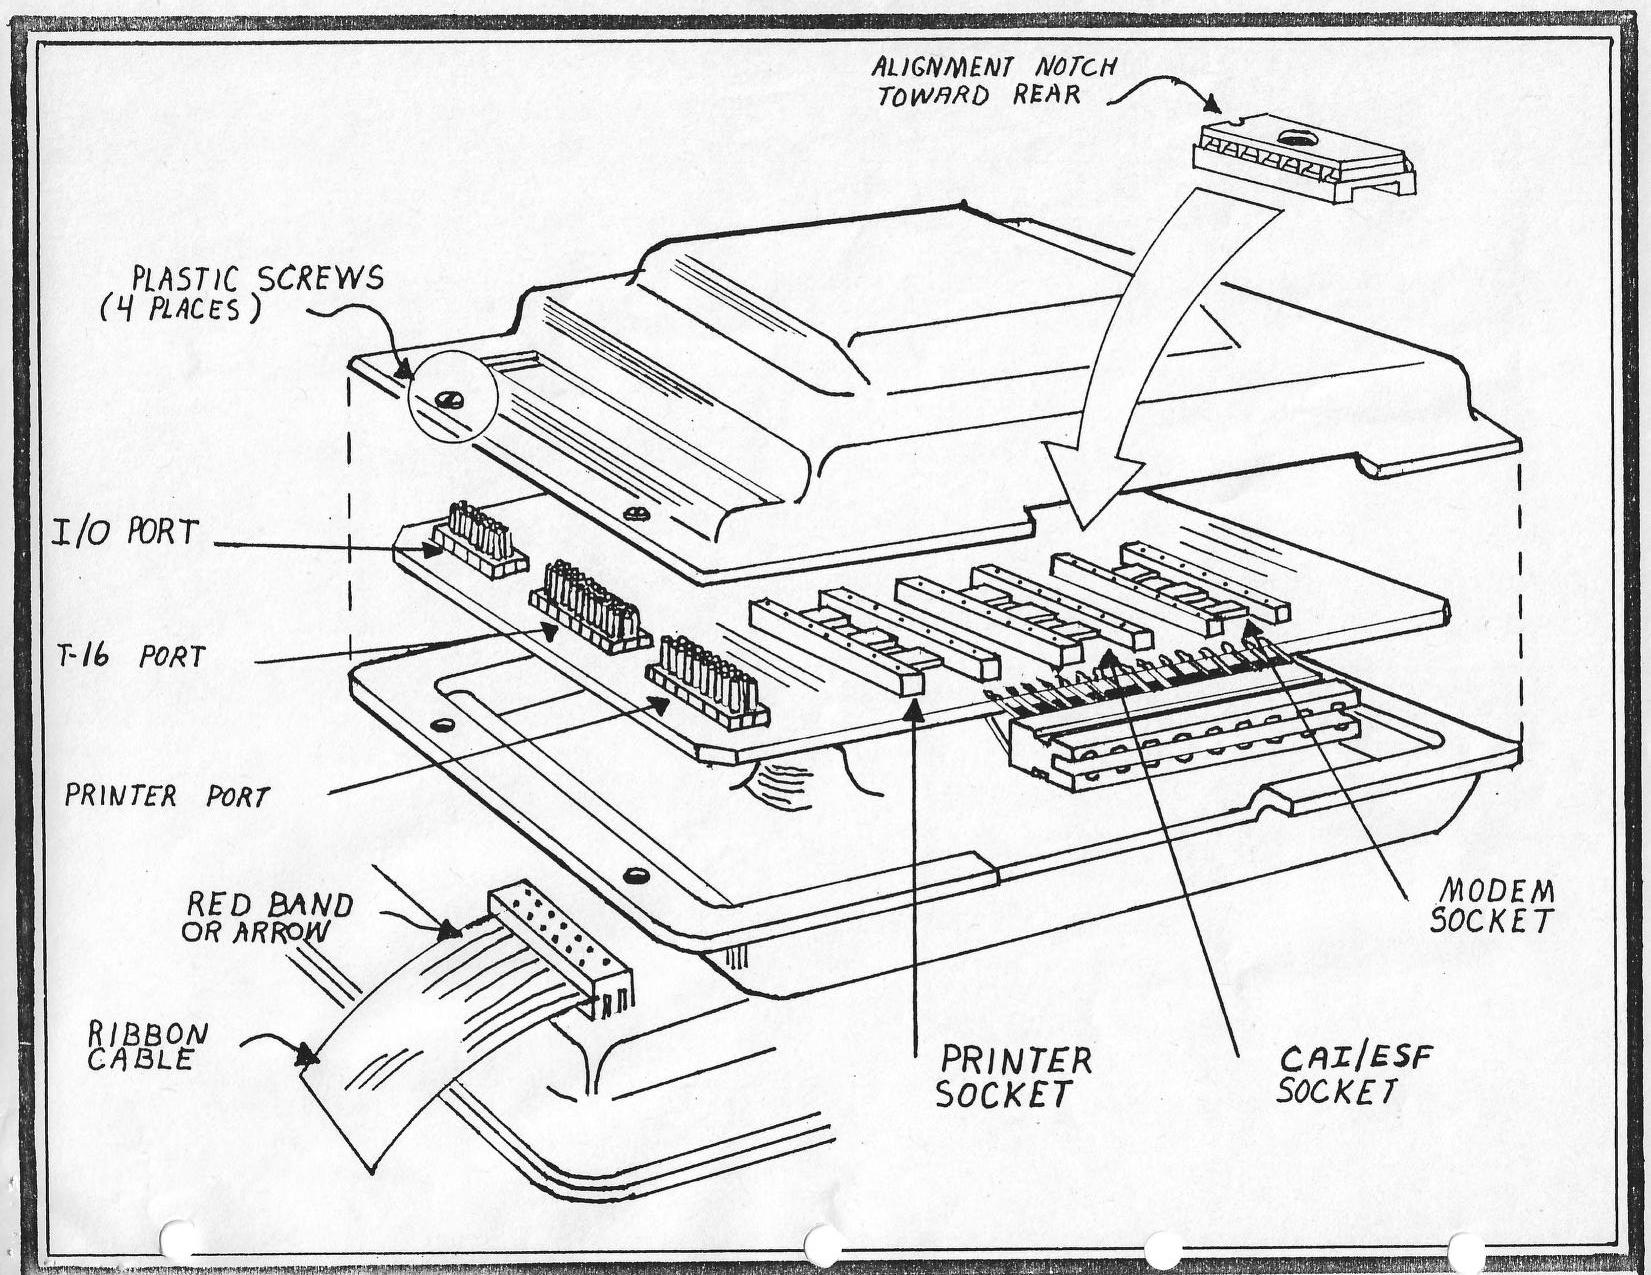 ALIGNMENT NOTCH
TOWARD REAR
PLASTIC SCREWS
(4 PLACES)
I/O PORT
T-16 PORT
PRINTER PORT
RED BAND
OR ARROW
RIBBON
CABLE
MODEM
SOCKET
PRINTER
SOCKET
CAI/ESF
SOCKET